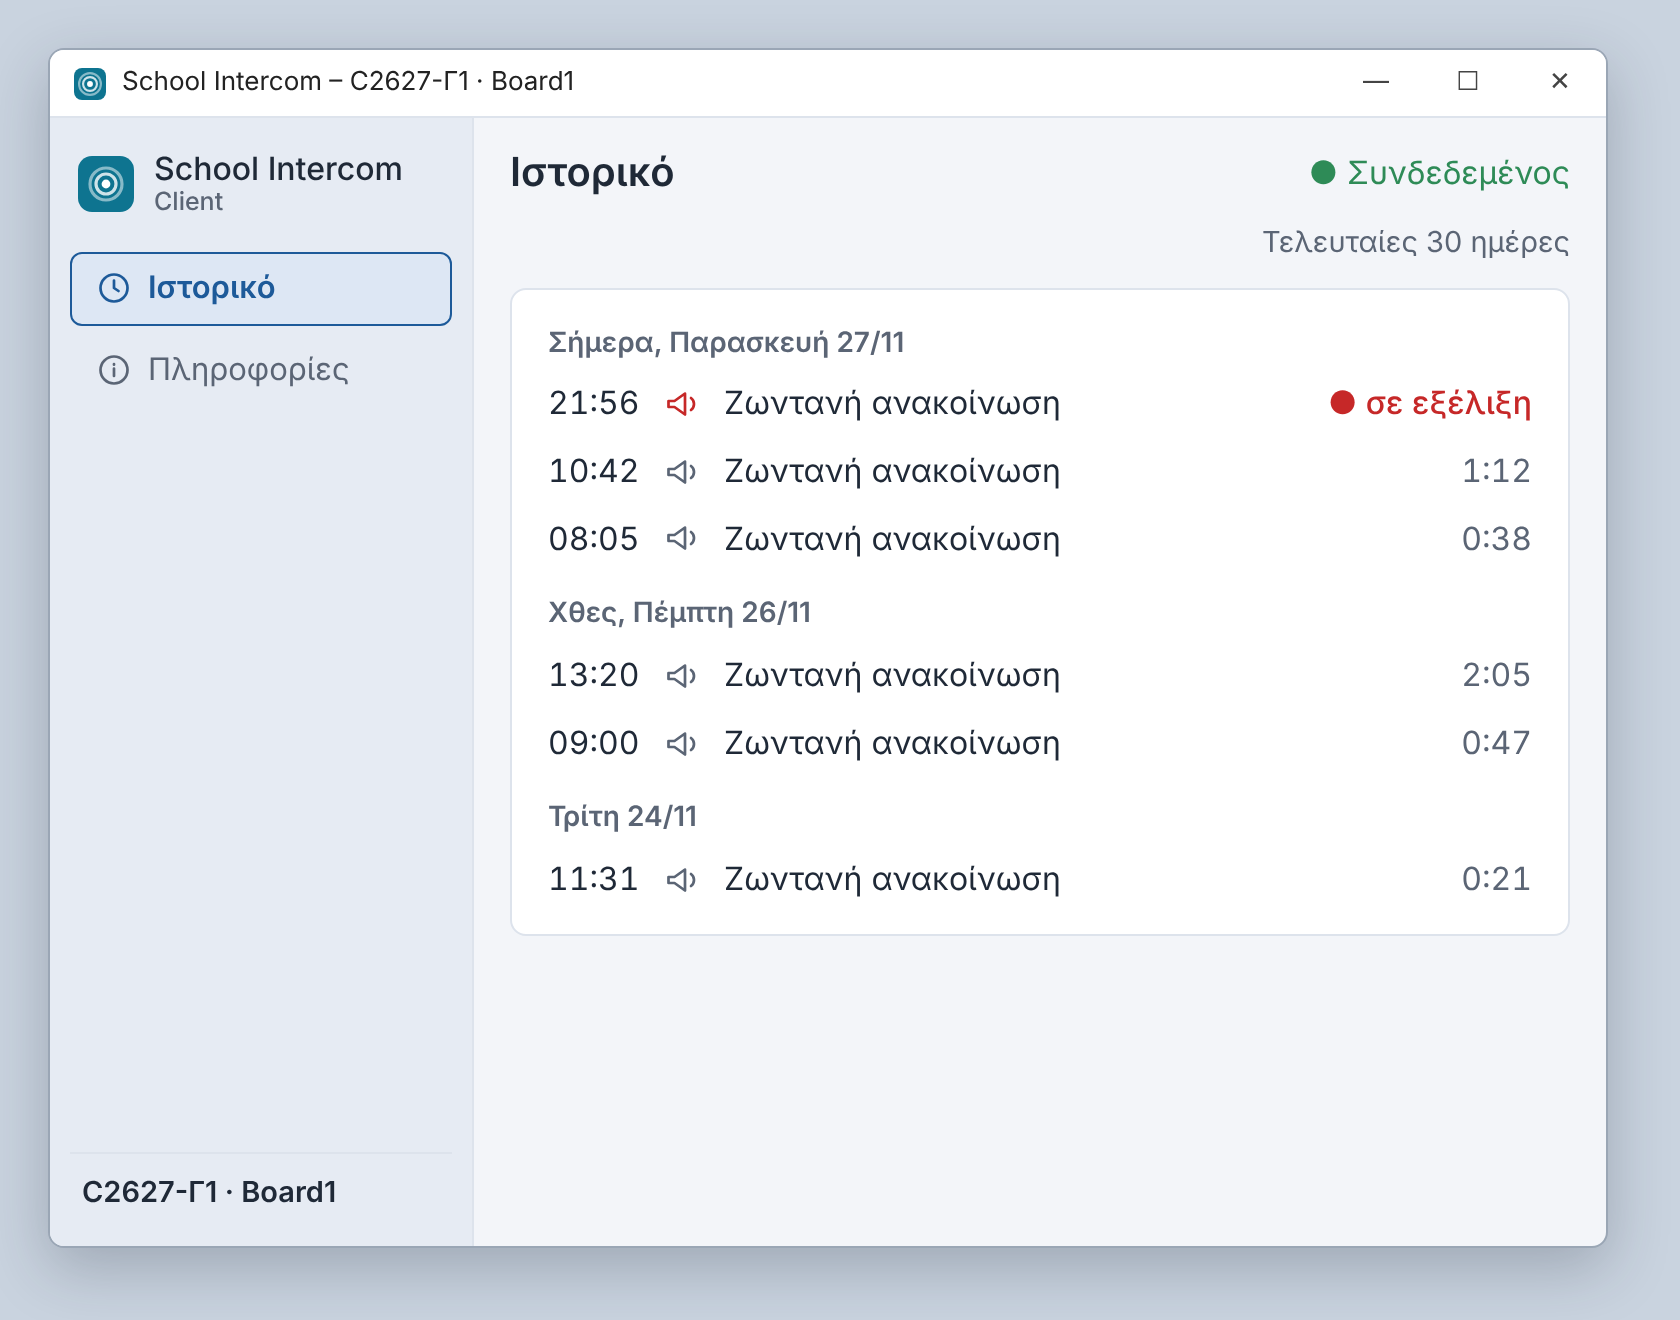 School Intercom – C2627-Γ1 · Board1
School Intercom
Client
Ιστορικό
Πληροφορίες
C2627-Γ1 · Board1
Ιστορικό
Συνδεδεμένος
Τελευταίες 30 ημέρες
Σήμερα, Παρασκευή 27/11
21:56 Ζωντανή ανακοίνωση σε εξέλιξη
10:42 Ζωντανή ανακοίνωση 1:12
08:05 Ζωντανή ανακοίνωση 0:38
Χθες, Πέμπτη 26/11
13:20 Ζωντανή ανακοίνωση 2:05
09:00 Ζωντανή ανακοίνωση 0:47
Τρίτη 24/11
11:31 Ζωντανή ανακοίνωση 0:21